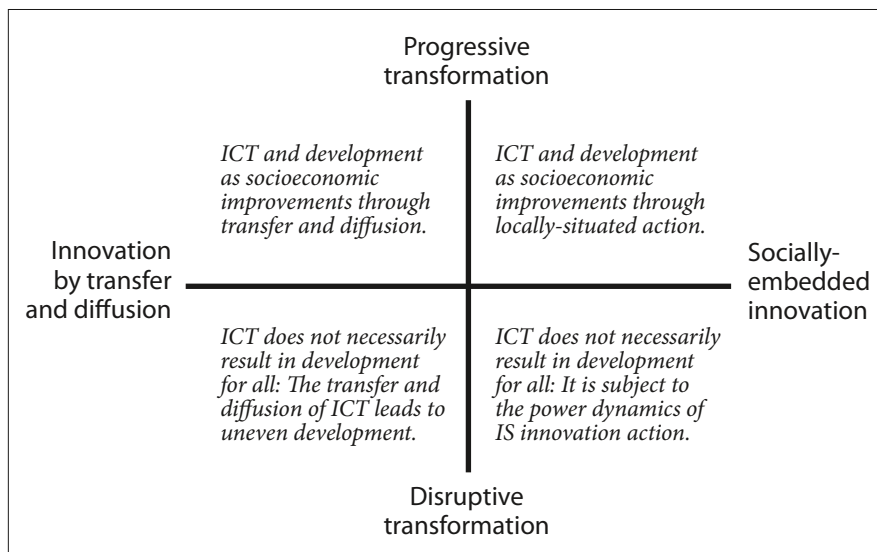 Progressive
transformation
ICT and development
as socioeconomic
improvements through
transfer and diffusion.
ICT and development
as socioeconomic
improvements through
locally-situated action.
Innovation
by transfer
and diffusion
Socially-
embedded
innovation
ICT does not necessarily
result in development
for all: The transfer and
diffusion of ICT leads to
uneven development.
ICT does not necessarily
result in development
for all: It is subject to
the power dynamics of
IS innovation action.
Disruptive
transformation